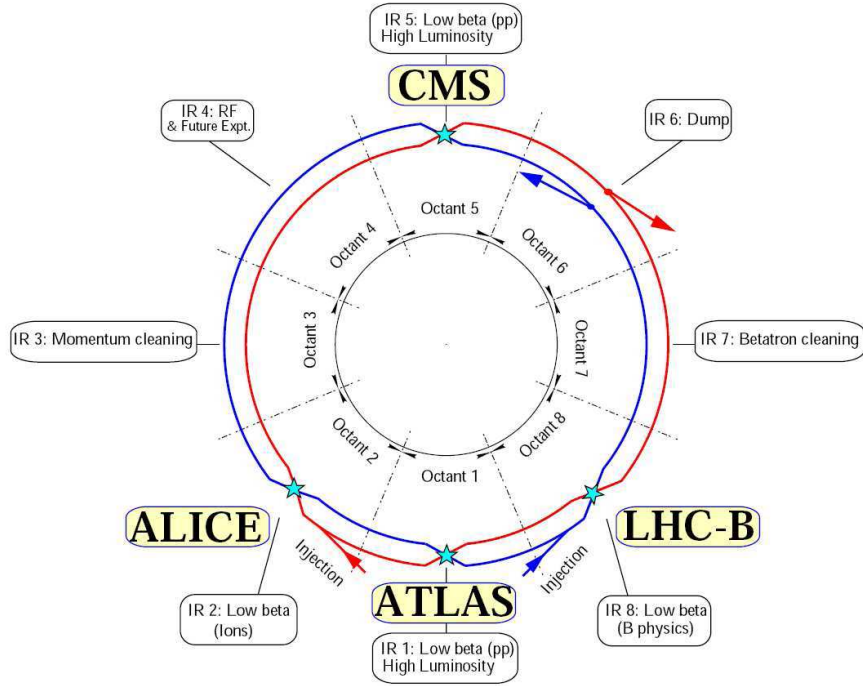 IR 5: Low beta (pp)
High Luminosity
CMS
IR 4: RF
& Future Expt.
IR 6: Dump
Octant 5
Octant 4
Octant 6
IR 3: Momentum cleaning
Octant 3
Octant 7
IR 7: Betatron cleaning
Octant 2
Octant 8
Octant 1
ALICE
LHC-B
Injection
Injection
ATLAS
IR 2: Low beta
(Ions)
IR 8: Low beta
(B physics)
IR 1: Low beta (pp)
High Luminosity